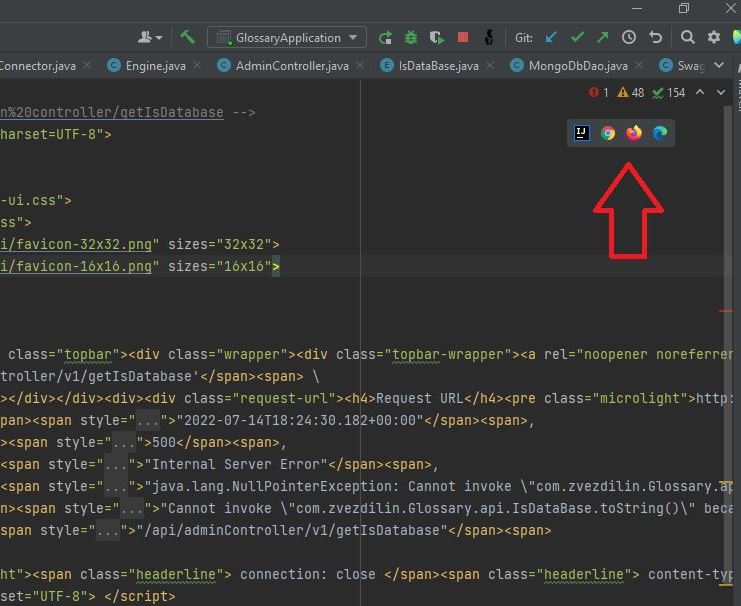 GlossaryApplication Git:
Connector.java Engine.java AdminController.java IsDataBase.java MongoDbDao.java Swag
1 48 154
n%20controller/getIsDatabase -->
harset=UTF-8">
IJ
-ui.css">
ss">
i/favicon-32x32.png" sizes="32x32">
i/favicon-16x16.png" sizes="16x16">
class="topbar"><div class="wrapper"><div class="topbar-wrapper"><a rel="noopener noreferrer
troller/v1/getIsDatabase'</span><span> \
></div></div><div><div class="request-url"><h4>Request URL</h4><pre class="microlight">http:
pan><span style="...">"2022-07-14T18:24:30.182+00:00"</span><span>,
><span style="...">500</span><span>,
<span style="...">"Internal Server Error"</span><span>,
<span style="...">"java.lang.NullPointerException: Cannot invoke \"com.zvezdilin.Glossary.ap
n><span style="...">"Cannot invoke \"com.zvezdilin.Glossary.api.IsDataBase.toString()\" beca
span style="...">"/api/adminController/v1/getIsDatabase"</span><span>
ht"><span class="headerline"> connection: close </span><span class="headerline"> content-typ
set="UTF-8"> </script>